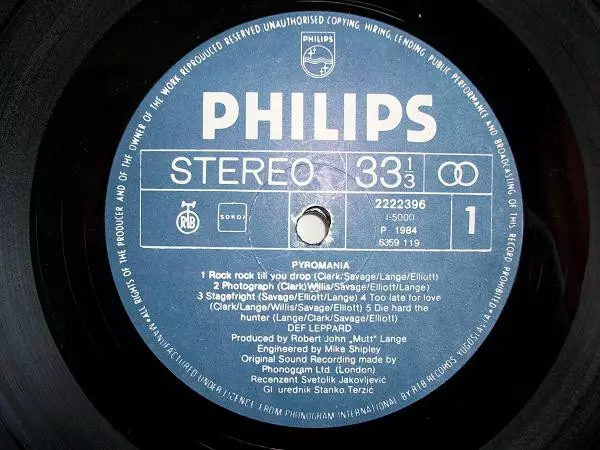 ALL RIGHTS OF THE PRODUCER AND OF THE OWNER OF THE WORK REPRODUCED RESERVED. UNAUTHORISED COPYING, HIRING, LENDING, PUBLIC PERFORMANCE AND BROADCASTING OF THIS RECORD PROHIBITED
PHILIPS
PHILIPS
STEREO 33 1/3
RTB SOKOJ
2222396
I-5000
P 1984
6359 119
1
PYROMANIA
1 Rock rock till you drop (Clark/Savage/Lange/Elliott)
2 Photograph (Clark/Willis/Savage/Lange/Elliott)
3 Stagefright (Savage/Elliott/Lange) 4 Too late for love
(Clark/Lange/Willis/Savage/Elliott) 5 Die hard the
hunter (Lange/Clark/Savage/Elliott)
DEF LEPPARD
Produced by Robert John „Mutt" Lange
Engineered by Mike Shipley
Original Sound Recording made by
Phonogram Ltd. (London)
Recenzent Svetolik Jakovljević
Gl urednik Stanko Terzić
MANUFACTURED UNDER LICENCE FROM PHONOGRAM INTERNATIONAL BY RTB RECORDS YUGOSLAVIA